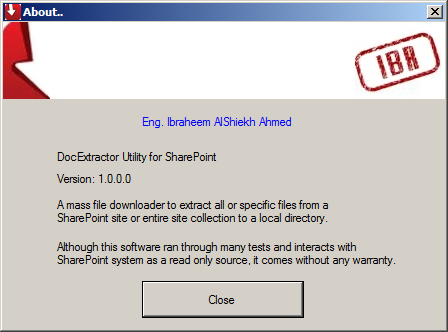 About..
IBR
Eng. Ibraheem AlShiekh Ahmed
DocExtractor Utility for SharePoint
Version: 1.0.0.0
A mass file downloader to extract all or specific files from a
SharePoint site or entire site collection to a local directory.
Although this software ran through many tests and interacts with
SharePoint system as a read only source, it comes without any warranty.
Close